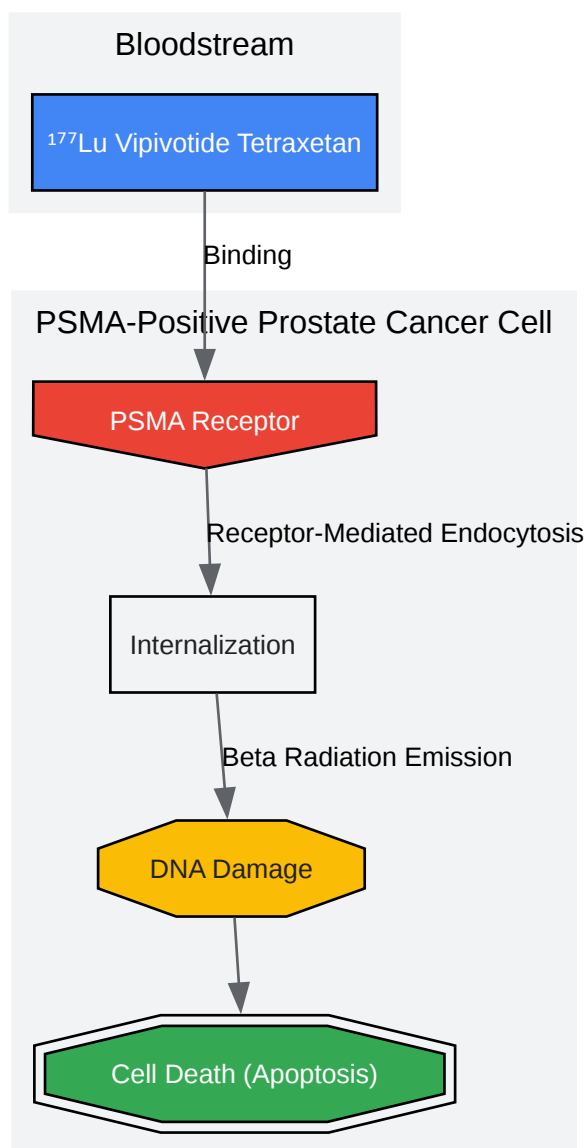 Bloodstream
¹⁷⁷Lu Vipivotide Tetraxetan
Binding
PSMA-Positive Prostate Cancer Cell
PSMA Receptor
Receptor-Mediated Endocytosis
Internalization
Beta Radiation Emission
DNA Damage
Cell Death (Apoptosis)